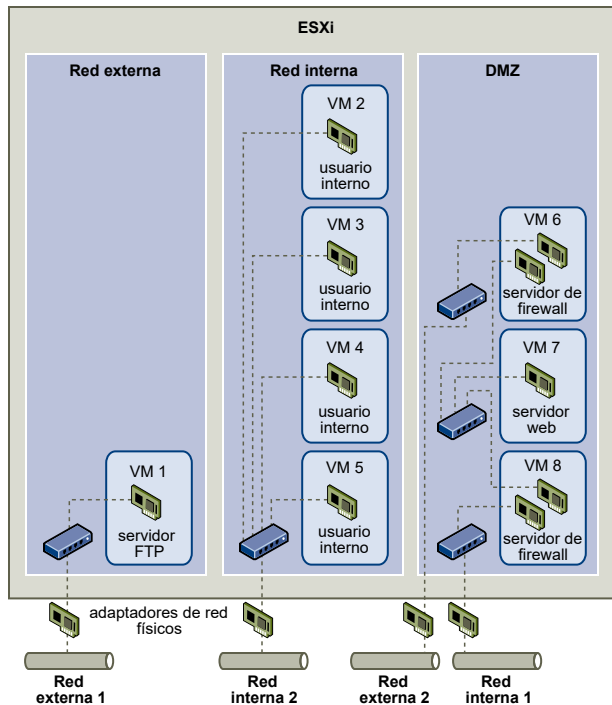 ESXi
Red externa
Red interna
DMZ
VM 2
usuario
interno
VM 3
usuario
interno
VM 4
usuario
interno
VM 5
usuario
interno
VM 6
servidor de
firewall
VM 7
servidor
web
VM 8
servidor de
firewall
VM 1
servidor
FTP
adaptadores de red
físicos
Red
externa 1
Red
interna 2
Red
externa 2
Red
interna 1